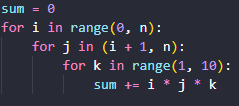 sum = 0
for i in range(0, n):
    for j in (i + 1, n):
        for k in range(1, 10):
            sum += i * j * k